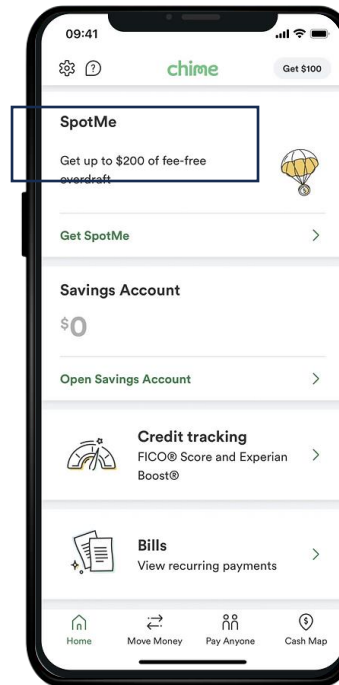 09:41
chime
Get $100
SpotMe
Get up to $200 of fee-free
overdraft
Get SpotMe
Savings Account
$0
Open Savings Account
Credit tracking
FICO® Score and Experian
Boost®
Bills
View recurring payments
Home
Move Money
Pay Anyone
Cash Map